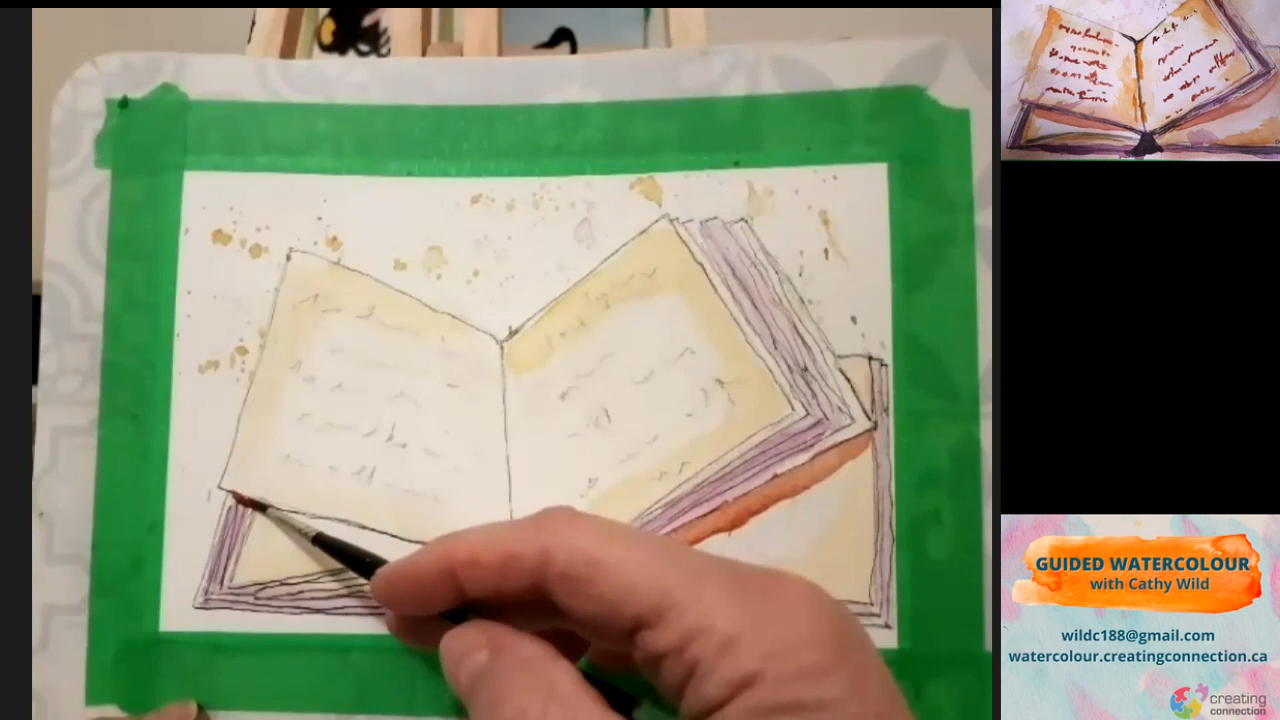 GUIDED WATERCOLOUR
with Cathy Wild
wildc188@gmail.com
watercolour.creatingconnection.ca
creating
connection